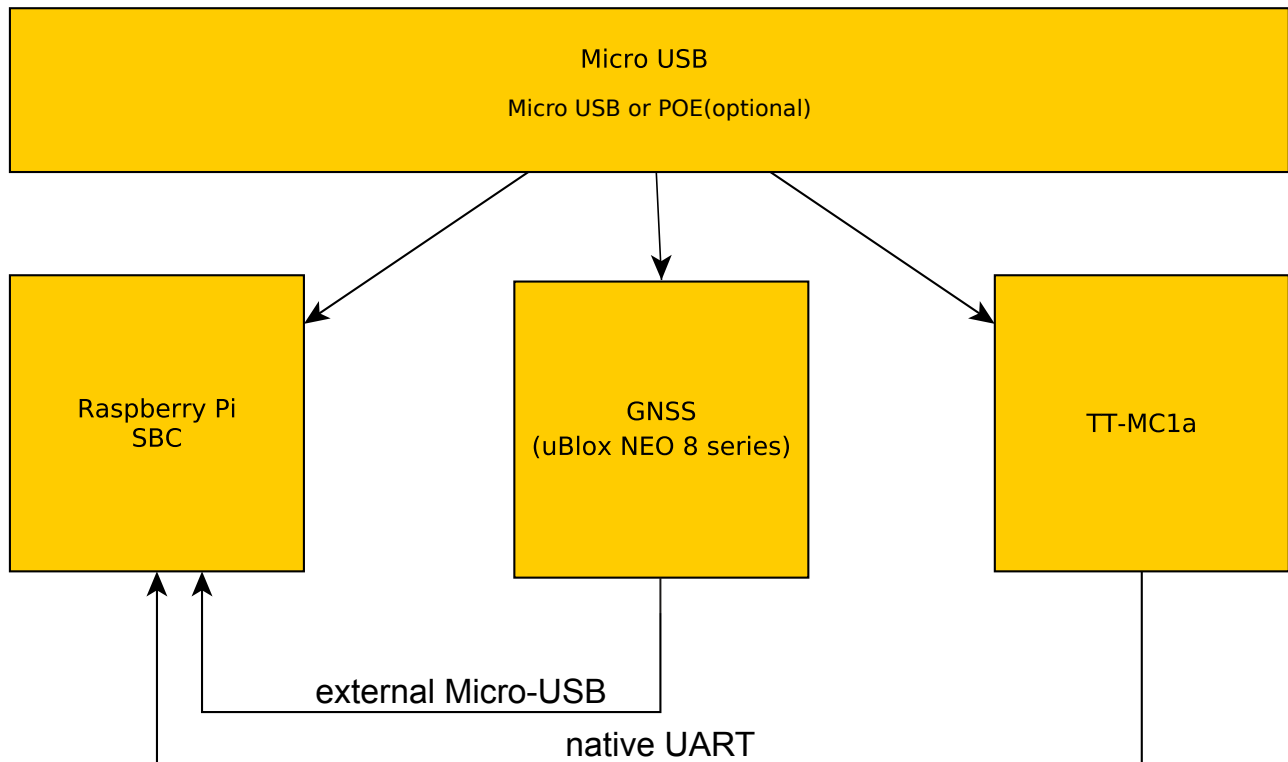 Micro USB
Micro USB or POE(optional)
Raspberry Pi
SBC
GNSS
(uBlox NEO 8 series)
TT-MC1a
external Micro-USB
native UART